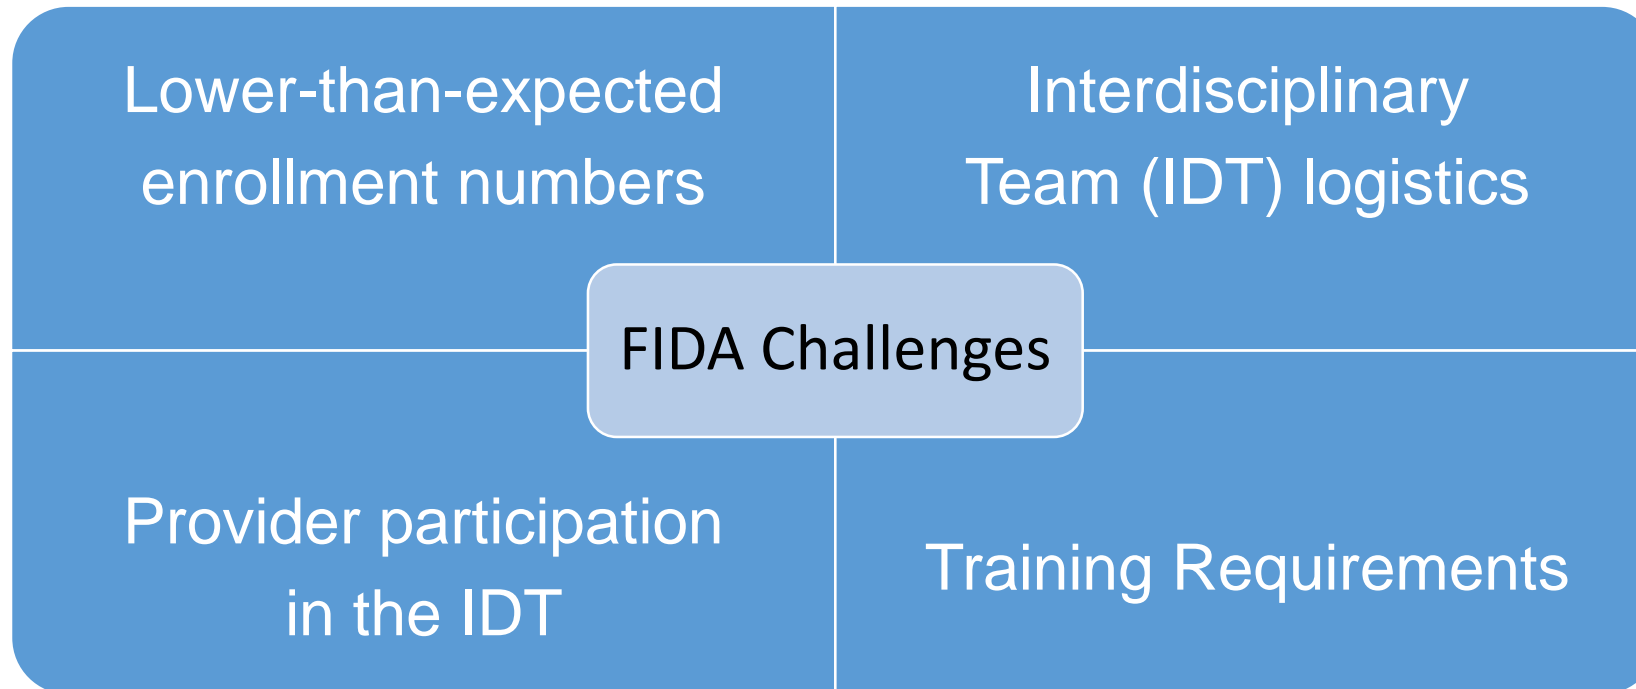 Lower-than-expected
enrollment numbers
Interdisciplinary
Team (IDT) logistics
FIDA Challenges
Provider participation
in the IDT
Training Requirements